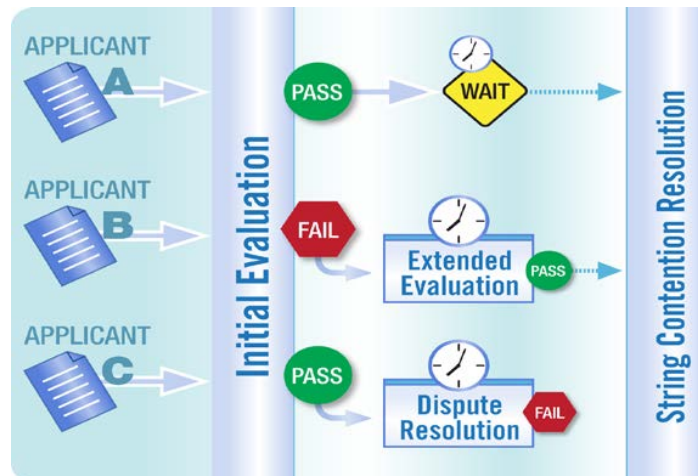 APPLICANT
A
PASS
WAIT
APPLICANT
B
FAIL
Extended
Evaluation
PASS
APPLICANT
C
PASS
Dispute
Resolution
FAIL
Initial Evaluation
String Contention Resolution